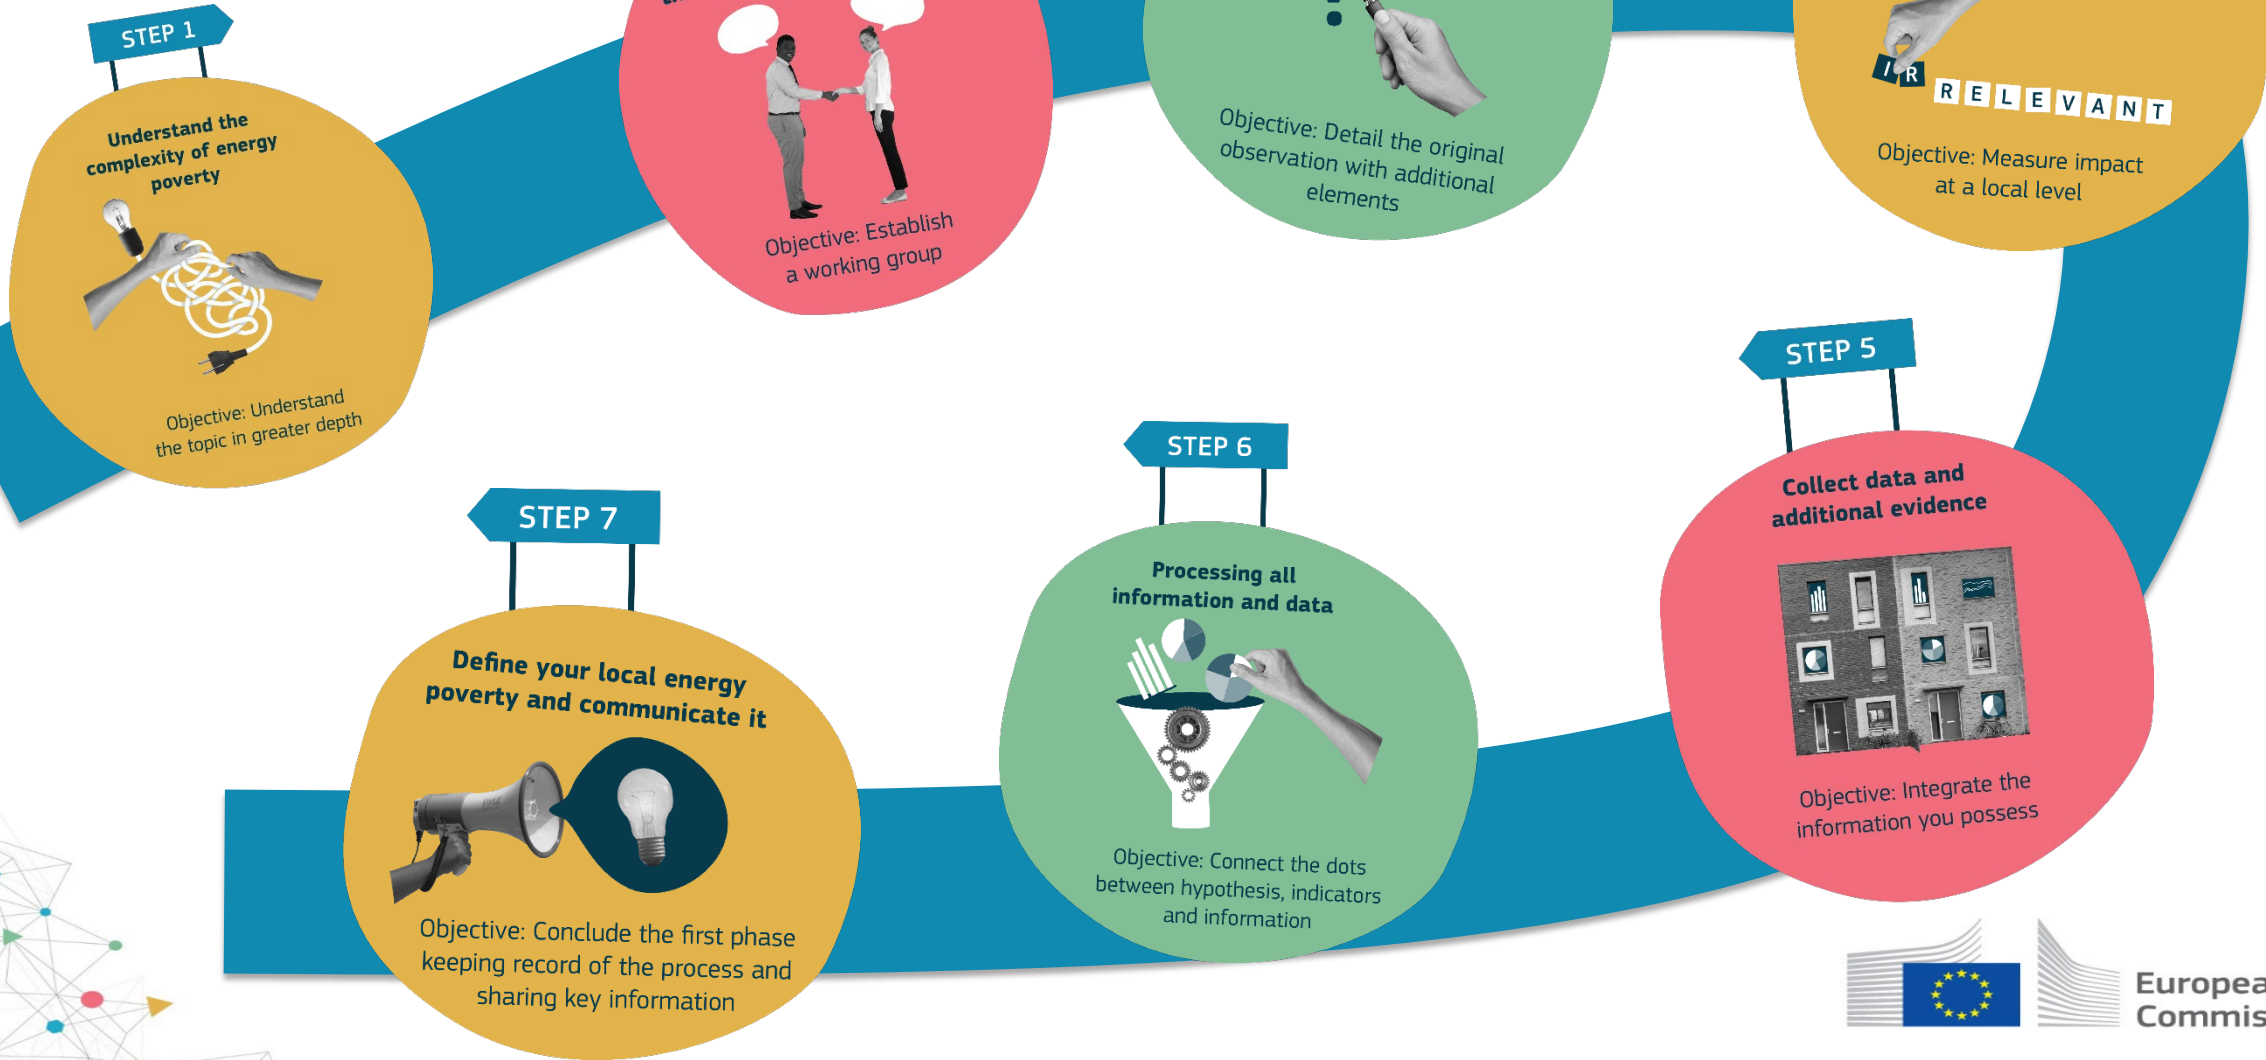 STEP 1
Understand the
complexity of energy
poverty
Objective: Understand
the topic in greater depth
Objective: Establish
a working group
Objective: Detail the original
observation with additional
elements
I R R E L E V A N T
Objective: Measure impact
at a local level
STEP 5
Collect data and
additional evidence
Objective: Integrate the
information you possess
STEP 6
Processing all
information and data
Objective: Connect the dots
between hypothesis, indicators
and information
STEP 7
Define your local energy
poverty and communicate it
Objective: Conclude the first phase
keeping record of the process and
sharing key information
Europea
Commis